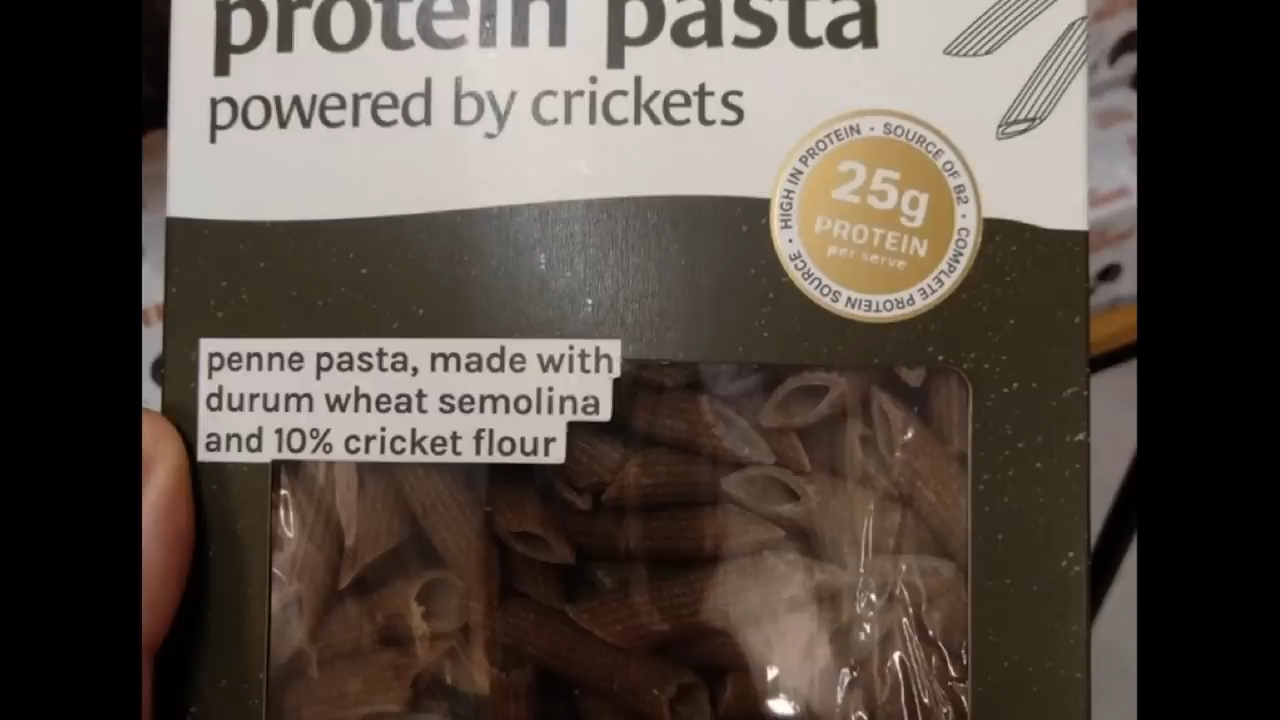 protein pasta
powered by crickets
HIGH IN PROTEIN • SOURCE OF B2 • COMPLETE PROTEIN SOURCE •
25g
PROTEIN
per serve
penne pasta, made with
durum wheat semolina
and 10% cricket flour